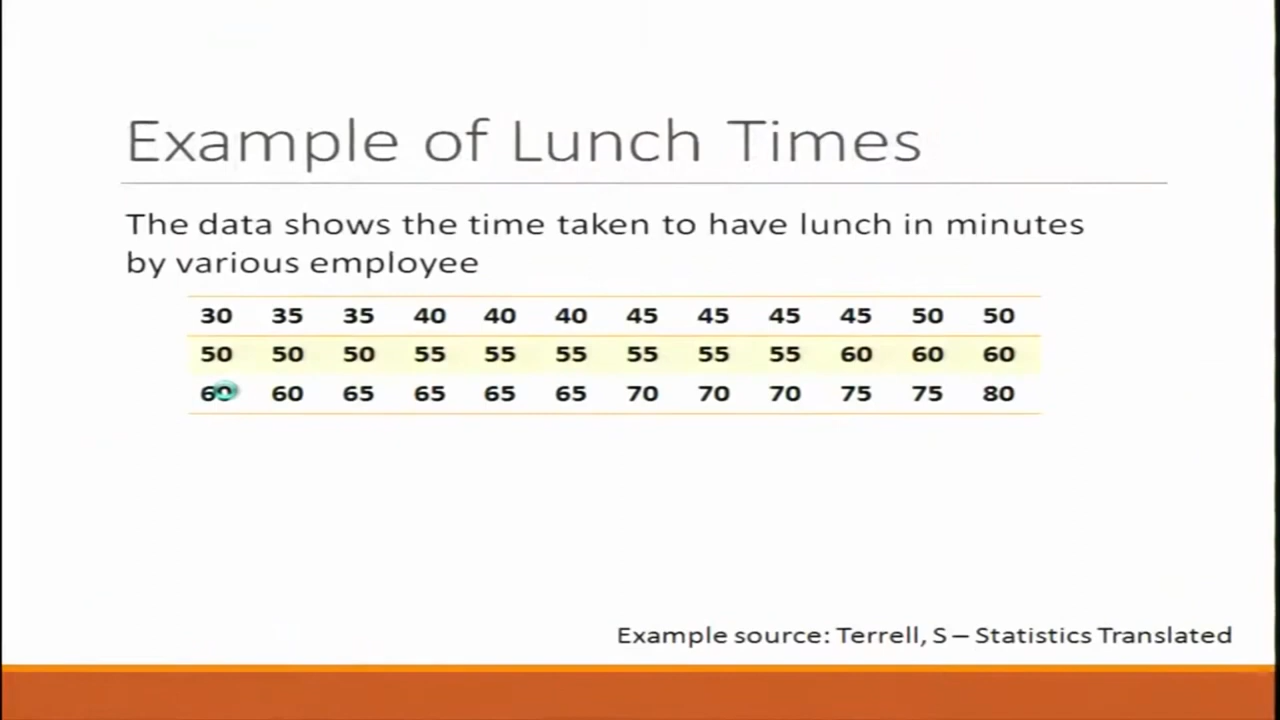 Example of Lunch Times
The data shows the time taken to have lunch in minutes
by various employee
30 35 35 40 40 40 45 45 45 45 50 50
50 50 50 55 55 55 55 55 55 60 60 60
60 60 65 65 65 65 70 70 70 75 75 80
Example source: Terrell, S – Statistics Translated